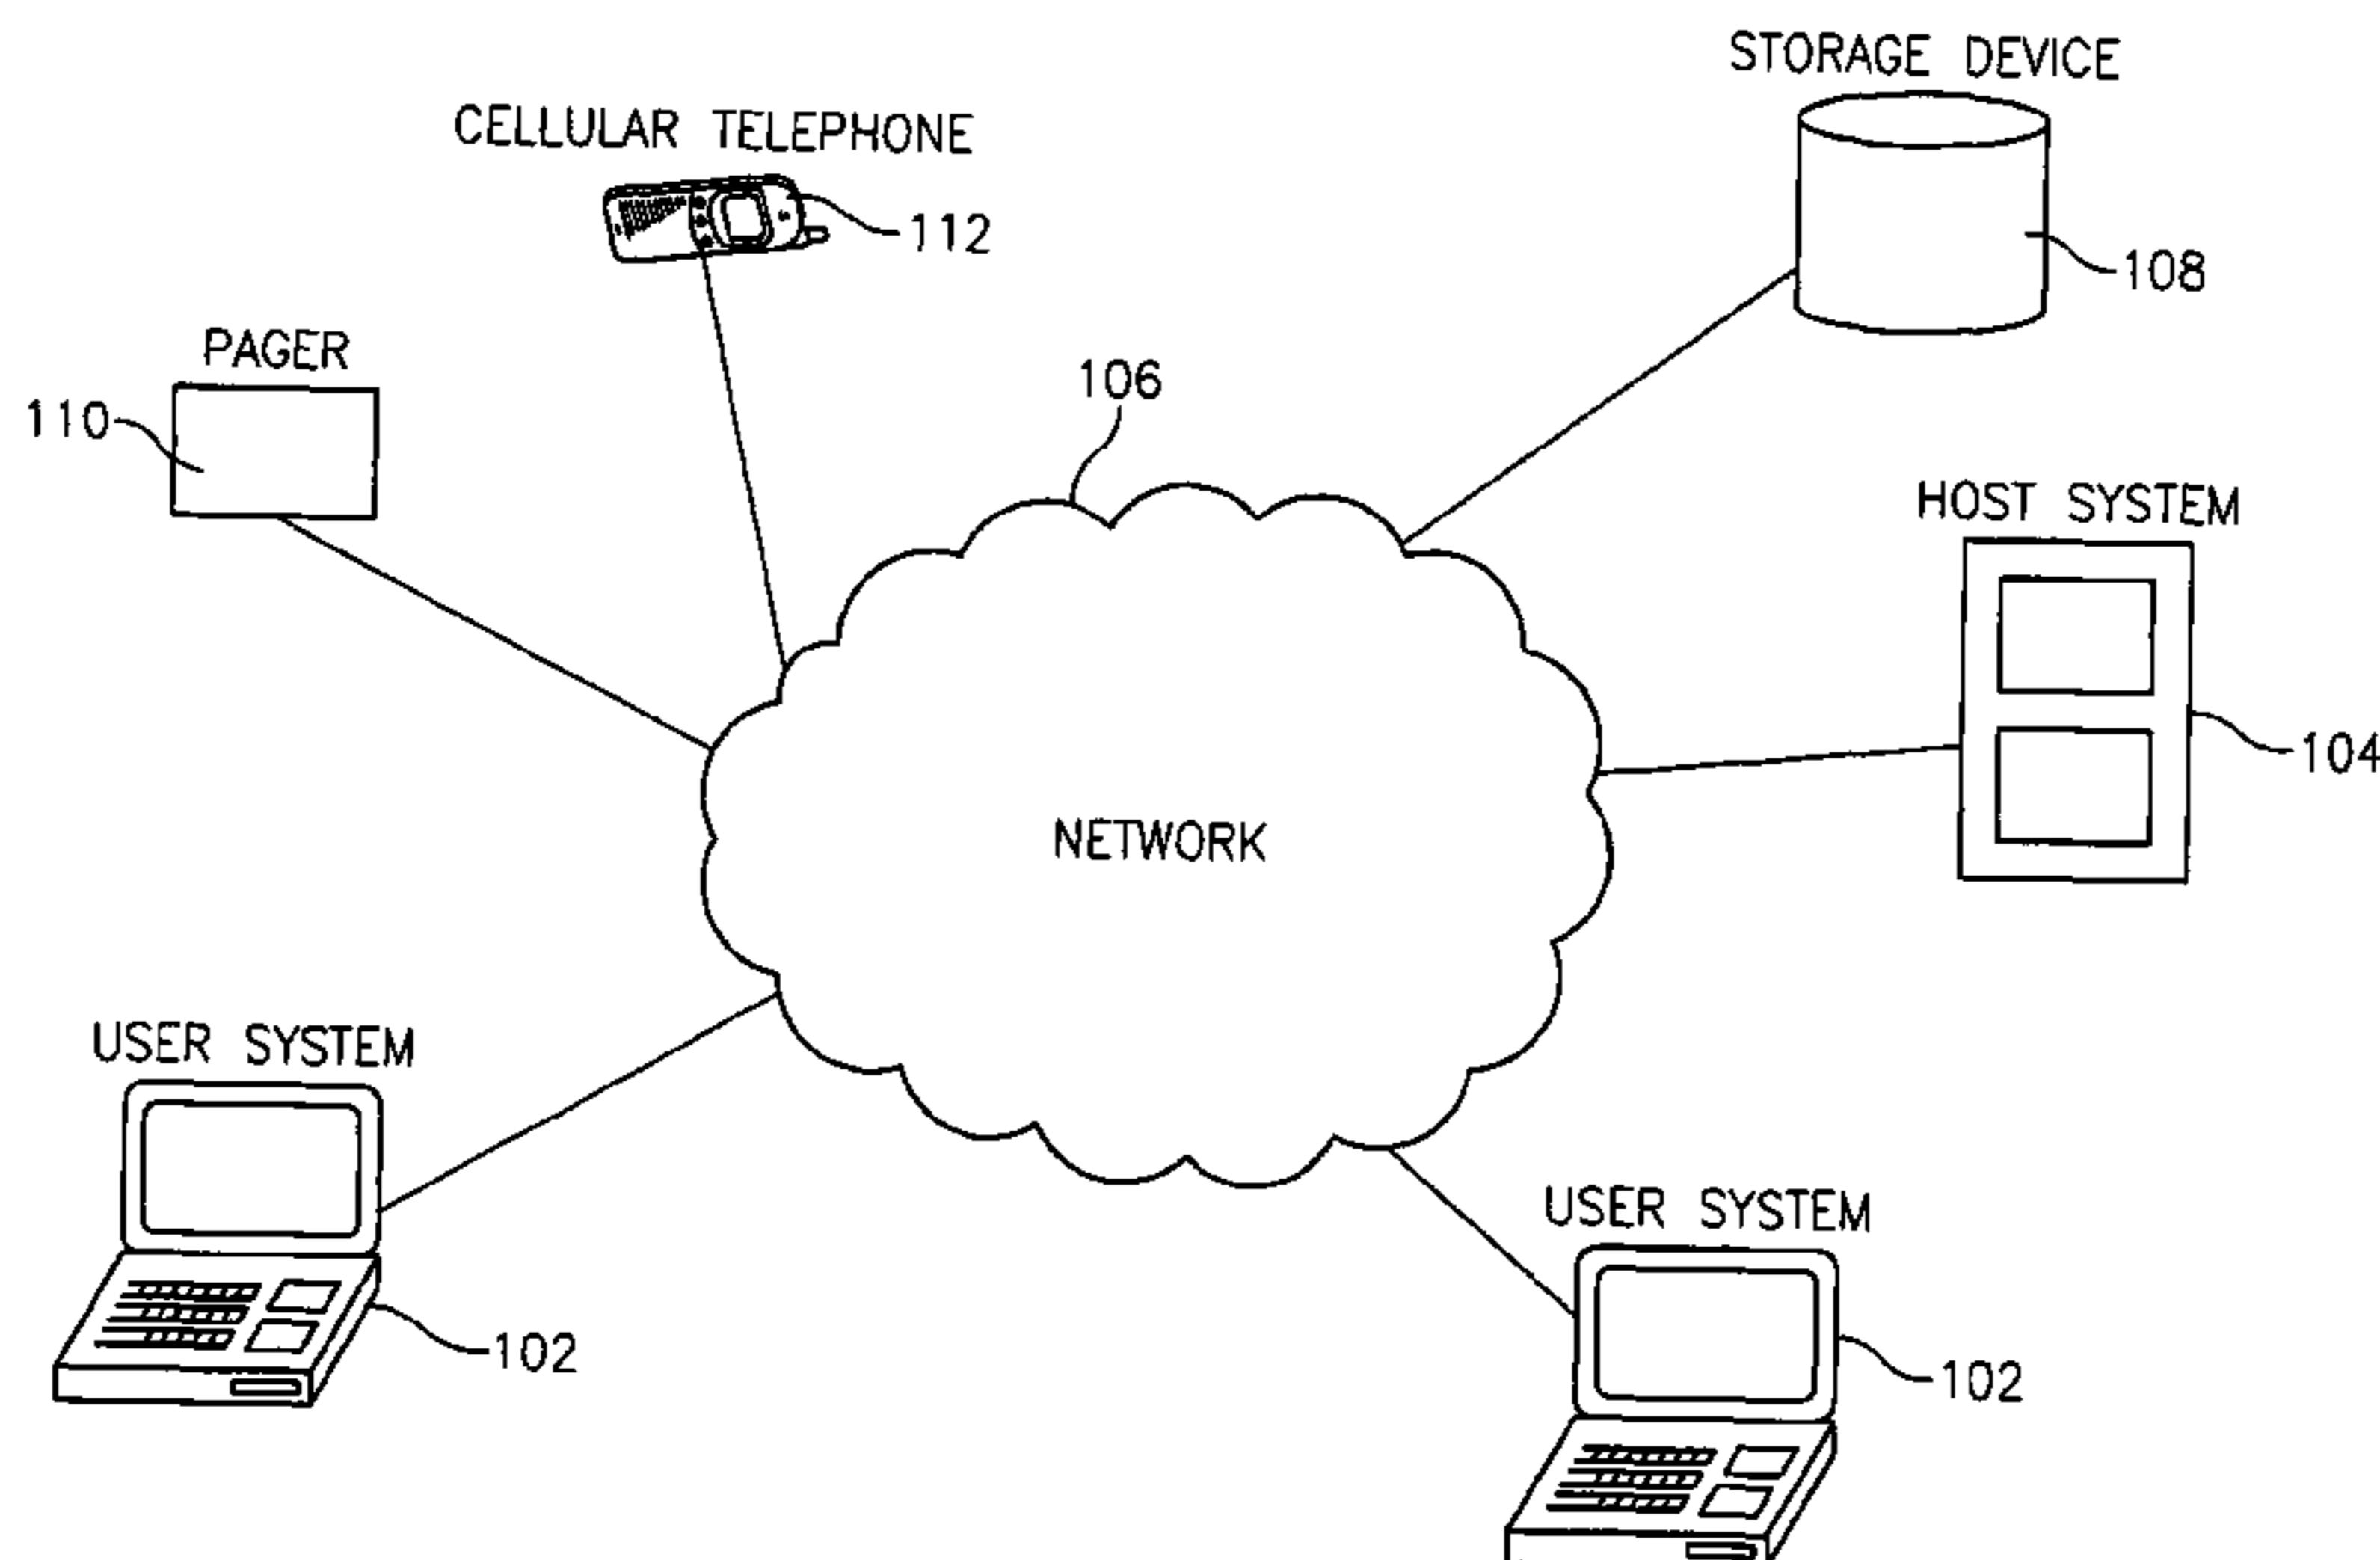 STORAGE DEVICE
CELLULAR TELEPHONE
112
108
PAGER
106
110
HOST SYSTEM
104
NETWORK
USER SYSTEM
102
USER SYSTEM
102